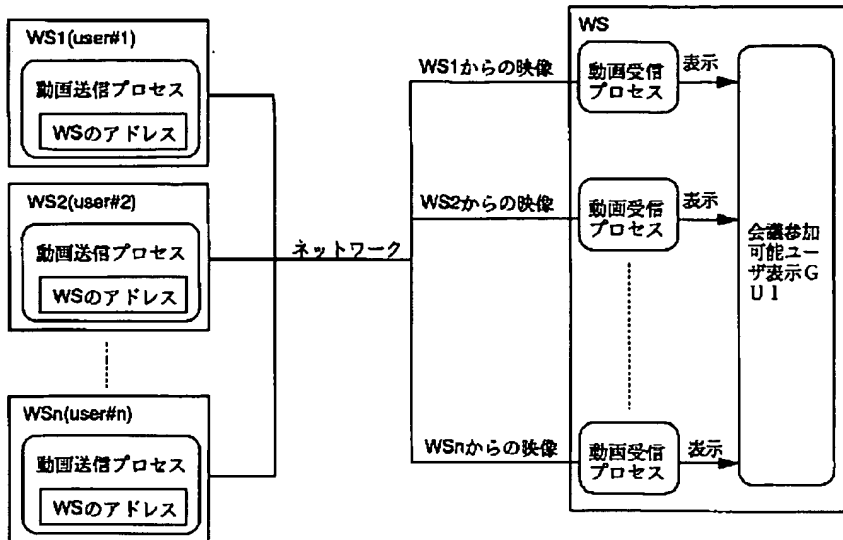 WS1(user#1)
動画送信プロセス
WSのアドレス
WS2(user#2)
動画送信プロセス
WSのアドレス
WSn(user#n)
動画送信プロセス
WSのアドレス
ネットワーク
WS1からの映像
WS2からの映像
WSnからの映像
WS
動画受信
プロセス
表示
動画受信
プロセス
表示
動画受信
プロセス
表示
会議参加
可能ユー
ザ表示G
UI